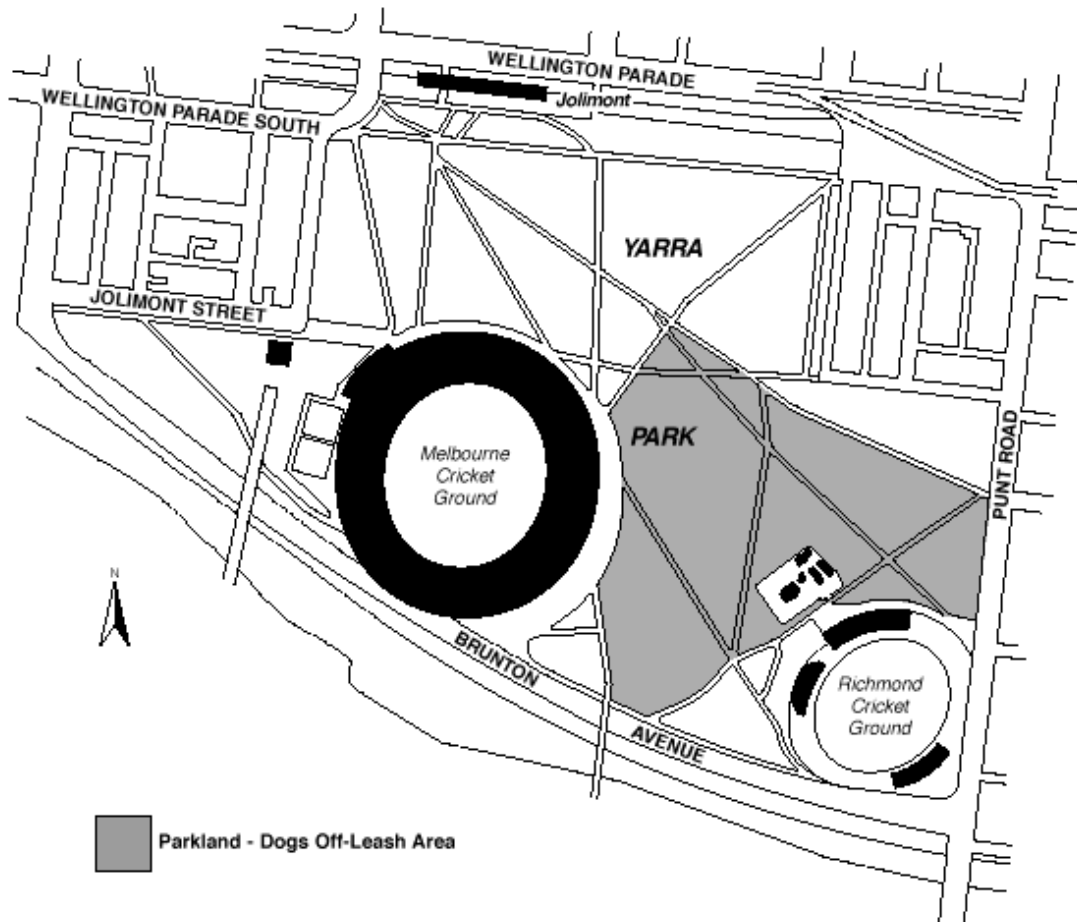 WELLINGTON PARADE
Jolimont
WELLINGTON PARADE SOUTH
YARRA
JOLIMONT STREET
PARK
Melbourne
Cricket
Ground
PUNT ROAD
N
BRUNTON
AVENUE
Richmond
Cricket
Ground
Parkland - Dogs Off-Leash Area